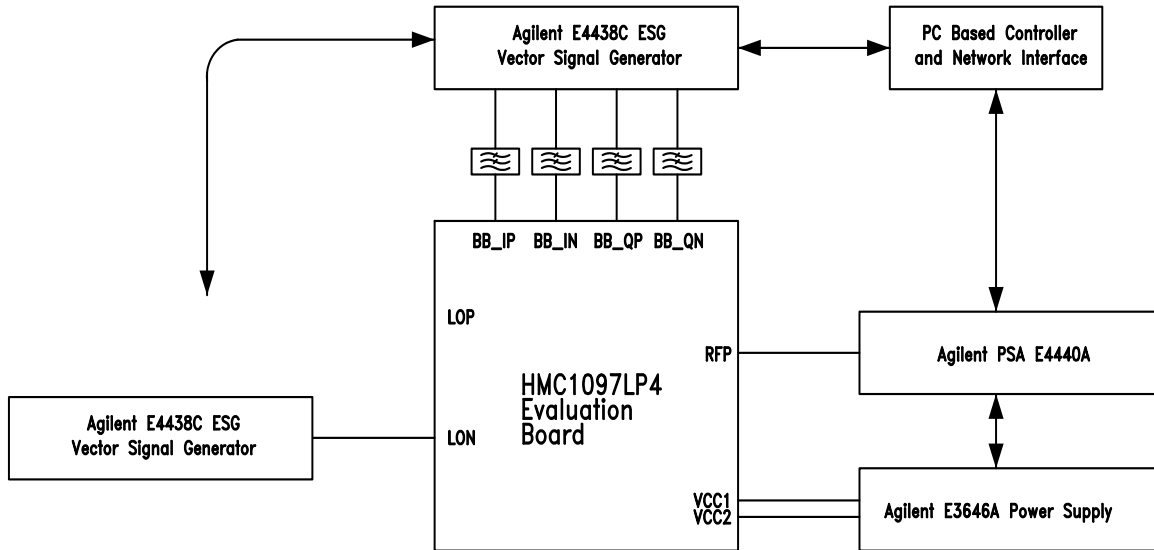 Agilent E4438C ESG
Vector Signal Generator
PC Based Controller
and Network Interface
BB_IP BB_IN BB_QP BB_QN
LOP
RFP
Agilent PSA E4440A
HMC1097LP4
Evaluation
Board
Agilent E4438C ESG
Vector Signal Generator
LON
VCC1
VCC2
Agilent E3646A Power Supply